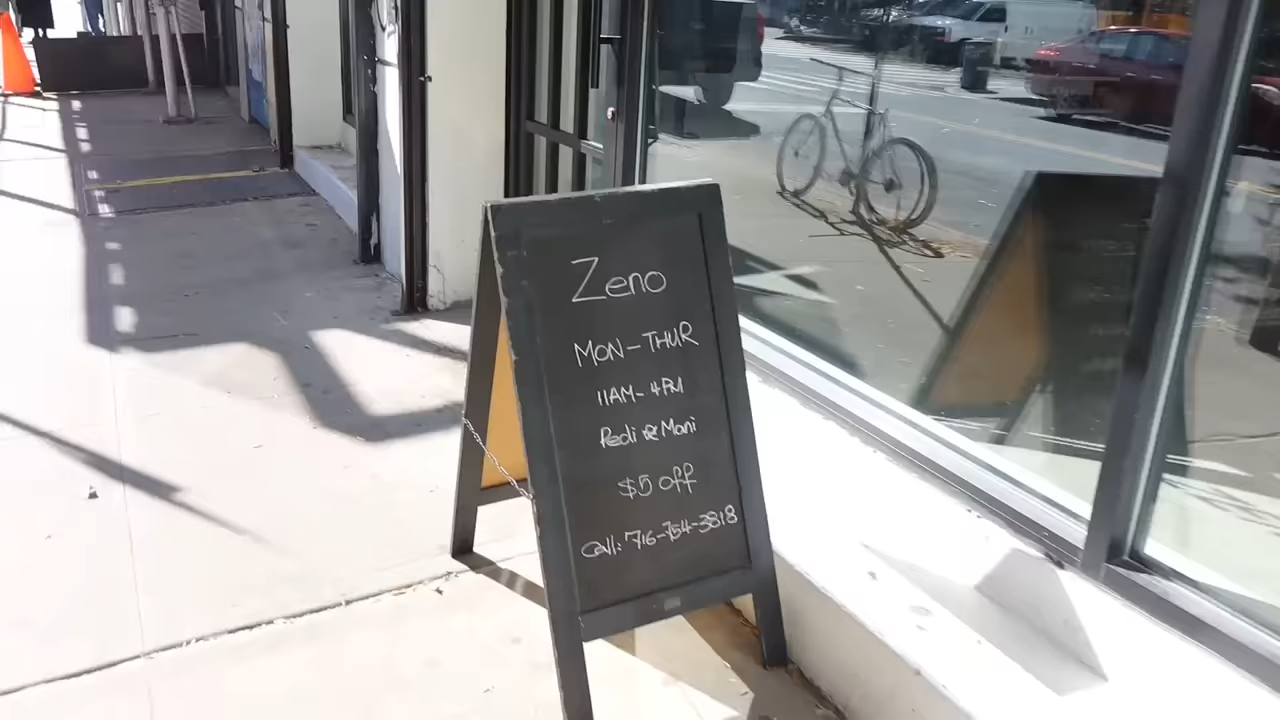 Zeno
MON-THUR
11AM-4PM
Pedi & Mani
$5 off
Call: 716-754-3818